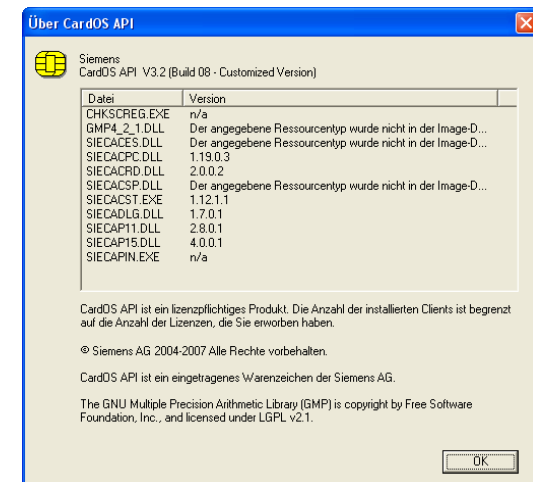 Über CardOS API
Siemens
CardOS API V3.2 (Build 08 - Customized Version)
Datei Version
CHKSCREG.EXE n/a
GMP4_2_1.DLL Der angegebene Ressourcentyp wurde nicht in der Image-D...
SIECACES.DLL Der angegebene Ressourcentyp wurde nicht in der Image-D...
SIECACPC.DLL 1.19.0.3
SIECACRD.DLL 2.0.0.2
SIECACSP.DLL Der angegebene Ressourcentyp wurde nicht in der Image-D...
SIECACST.EXE 1.12.1.1
SIECADLG.DLL 1.7.0.1
SIECAP11.DLL 2.8.0.1
SIECAP15.DLL 4.0.0.1
SIECAPIN.EXE n/a
CardOS API ist ein lizenzpflichtiges Produkt. Die Anzahl der installierten Clients ist begrenzt
auf die Anzahl der Lizenzen, die Sie erworben haben.
© Siemens AG 2004-2007 Alle Rechte vorbehalten.
CardOS API ist ein eingetragenes Warenzeichen der Siemens AG.
The GNU Multiple Precision Arithmetic Library (GMP) is copyright by Free Software
Foundation, Inc., and licensed under LGPL v2.1.
OK